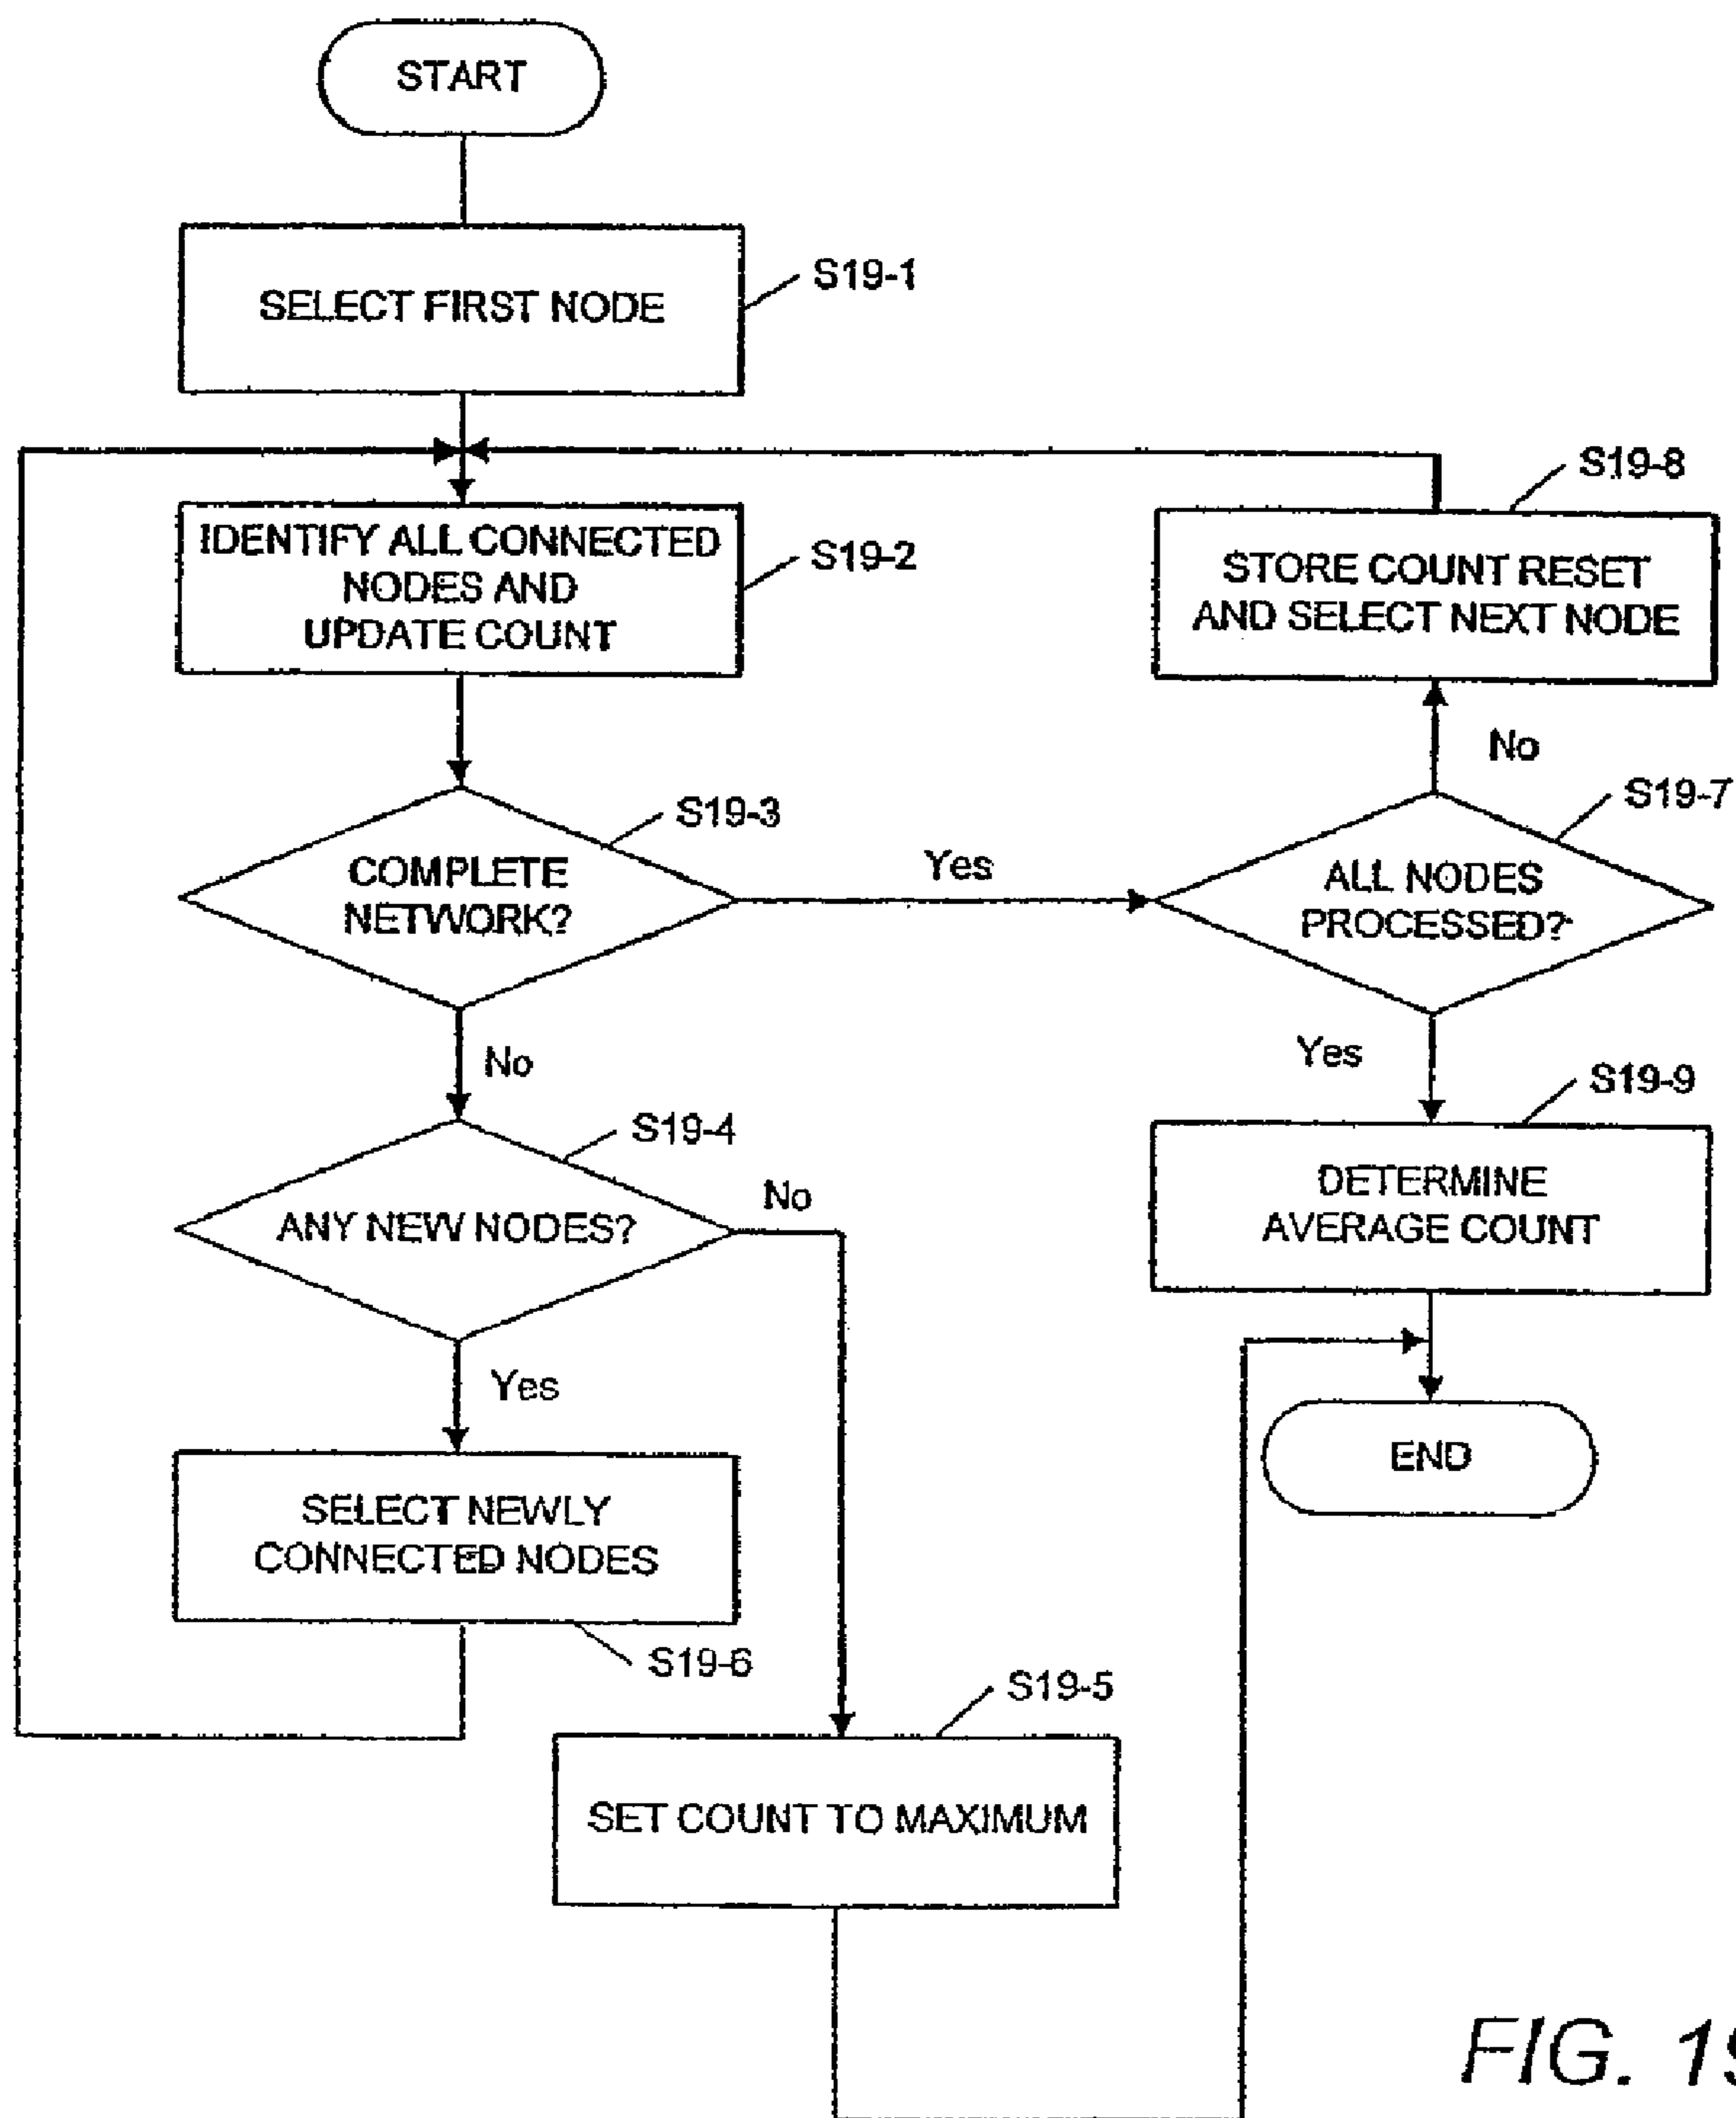 START
SELECT FIRST NODE
S19-1
IDENTIFY ALL CONNECTED
NODES AND
UPDATE COUNT
S19-2
S19-8
STORE COUNT RESET
AND SELECT NEXT NODE
No
S19-3
COMPLETE
NETWORK?
Yes
S19-7
ALL NODES
PROCESSED?
No
Yes
S19-9
S19-4
ANY NEW NODES?
No
DETERMINE
AVERAGE COUNT
Yes
END
SELECT NEWLY
CONNECTED NODES
S19-6
S19-5
SET COUNT TO MAXIMUM
FIG. 19